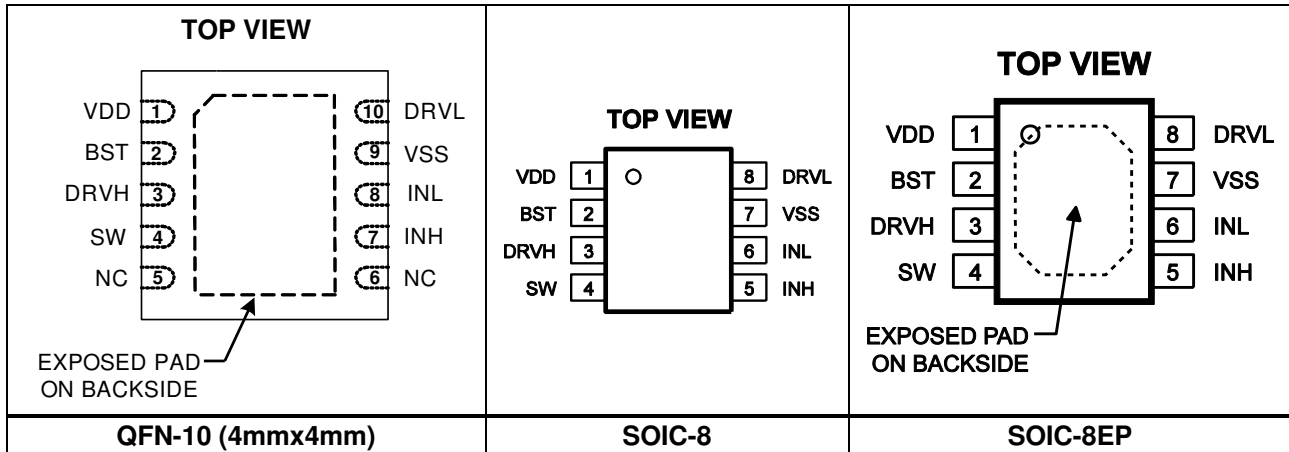 TOP VIEW
VDD 1 10 DRVL
BST 2 9 VSS
DRVH 3 8 INL
SW 4 7 INH
NC 5 6 NC
EXPOSED PAD
ON BACKSIDE
QFN-10 (4mmx4mm)
TOP VIEW
VDD 1 8 DRVL
BST 2 7 VSS
DRVH 3 6 INL
SW 4 5 INH
SOIC-8
TOP VIEW
VDD 1 8 DRVL
BST 2 7 VSS
DRVH 3 6 INL
SW 4 5 INH
EXPOSED PAD
ON BACKSIDE
SOIC-8EP